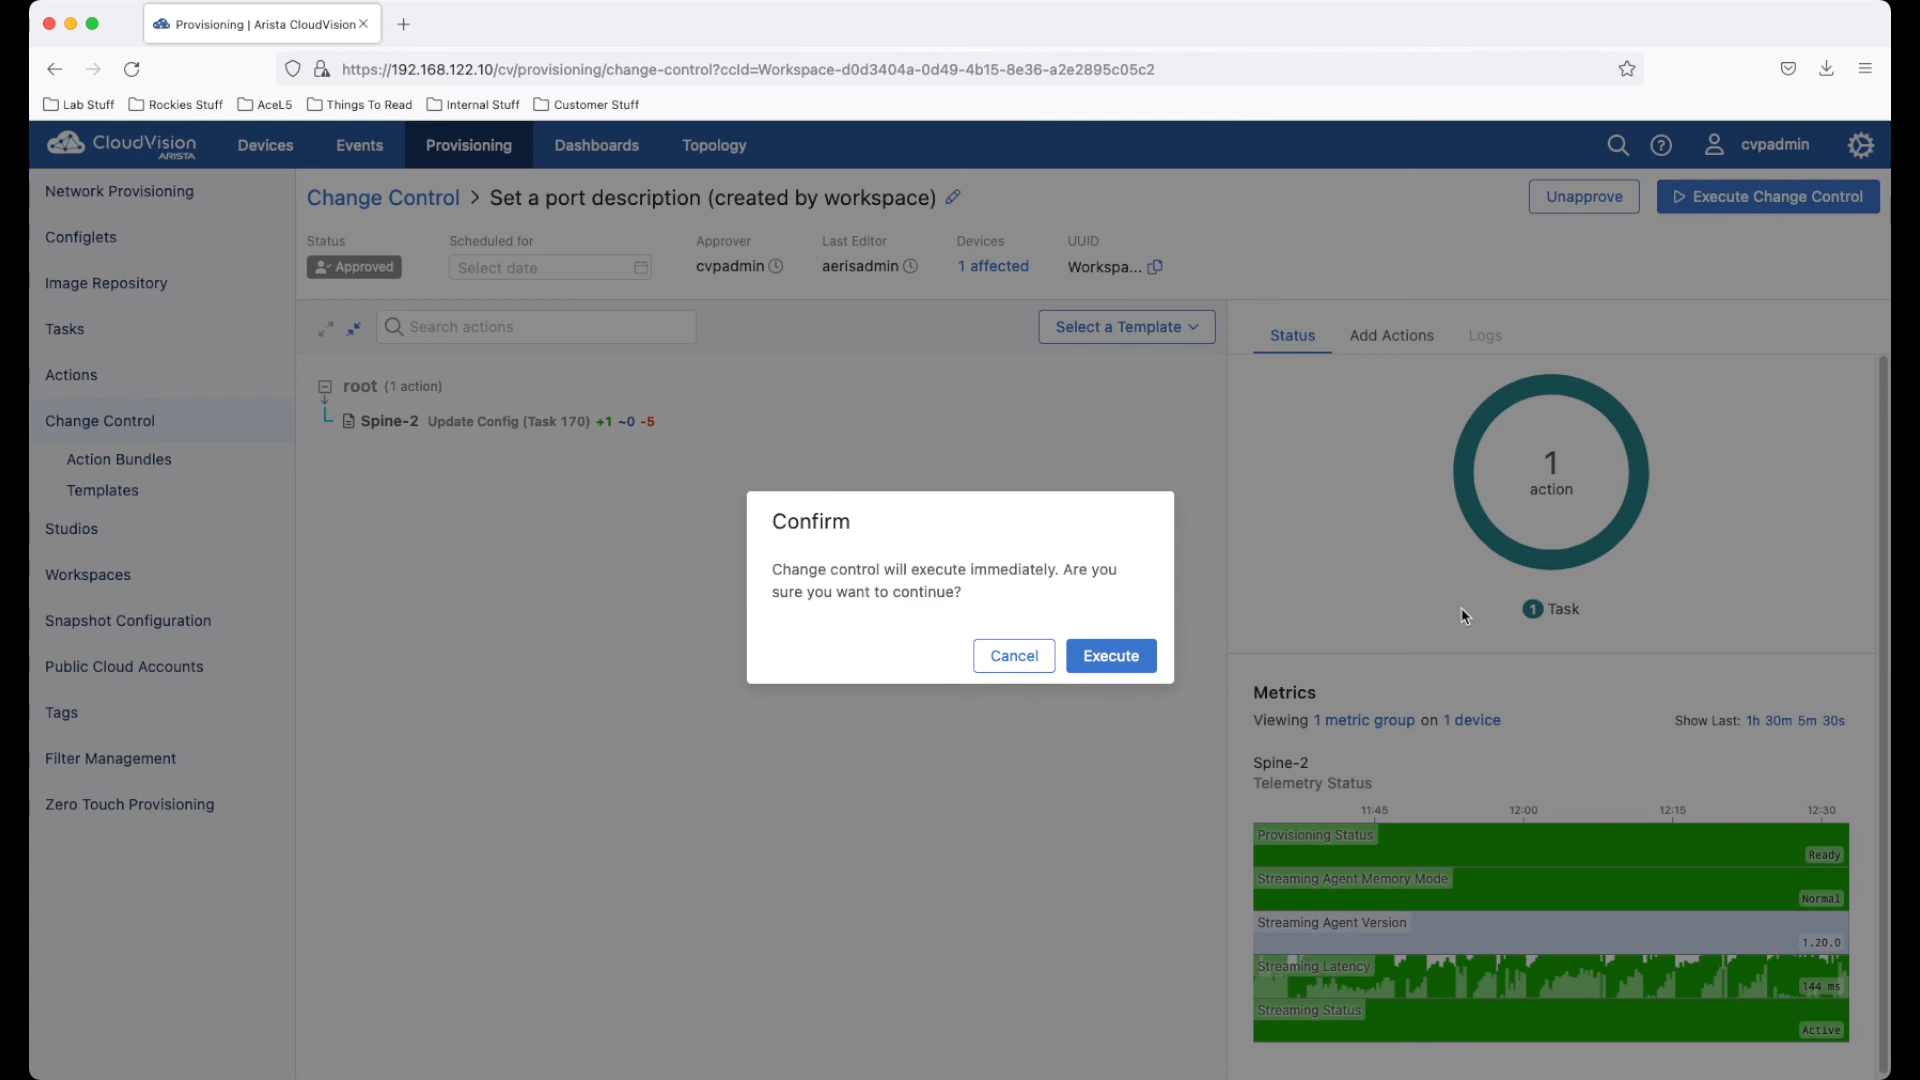 Provisioning | Arista CloudVision
https://192.168.122.10/cv/provisioning/change-control?ccId=Workspace-d0d3404a-0d49-4b15-8e36-a2e2895c05c2
Lab Stuff Rockies Stuff AceL5 Things To Read Internal Stuff Customer Stuff
CloudVision
ARISTA
Devices Events Provisioning Dashboards Topology
cvpadmin
Network Provisioning
Configlets
Image Repository
Tasks
Actions
Change Control
Action Bundles
Templates
Studios
Workspaces
Snapshot Configuration
Public Cloud Accounts
Tags
Filter Management
Zero Touch Provisioning
Change Control > Set a port description (created by workspace)
Unapprove Execute Change Control
Status Scheduled for Approver Last Editor Devices UUID
Approved Select date cvpadmin aerisadmin 1 affected Workspa...
Search actions
Select a Template
root (1 action)
Spine-2 Update Config (Task 170) +1 ~0 -5
Confirm
Change control will execute immediately. Are you
sure you want to continue?
Cancel Execute
Status Add Actions Logs
1
action
1 Task
Metrics
Viewing 1 metric group on 1 device Show Last: 1h 30m 5m 30s
Spine-2
Telemetry Status
11:45 12:00 12:15 12:30
Provisioning Status
Ready
Streaming Agent Memory Mode
Normal
Streaming Agent Version
1.20.0
Streaming Latency
144 ms
Streaming Status
Active